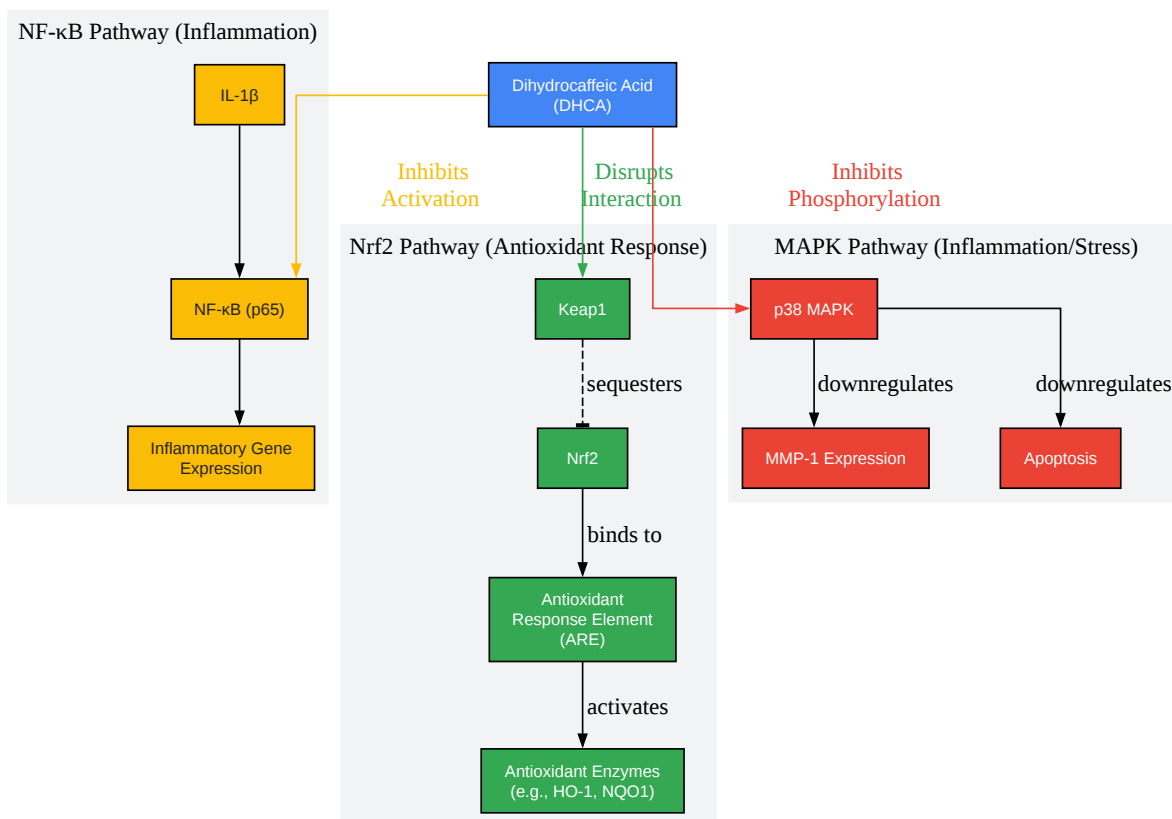 NF-κB Pathway (Inflammation)
IL-1β
Dihydrocaffeic Acid
(DHCA)
Inhibits
Activation
Disrupts
Interaction
Inhibits
Phosphorylation
NF-κB (p65)
Inflammatory Gene
Expression
Nrf2 Pathway (Antioxidant Response)
Keap1
sequesters
Nrf2
binds to
Antioxidant
Response Element
(ARE)
activates
Antioxidant Enzymes
(e.g., HO-1, NQO1)
MAPK Pathway (Inflammation/Stress)
p38 MAPK
downregulates
downregulates
MMP-1 Expression
Apoptosis